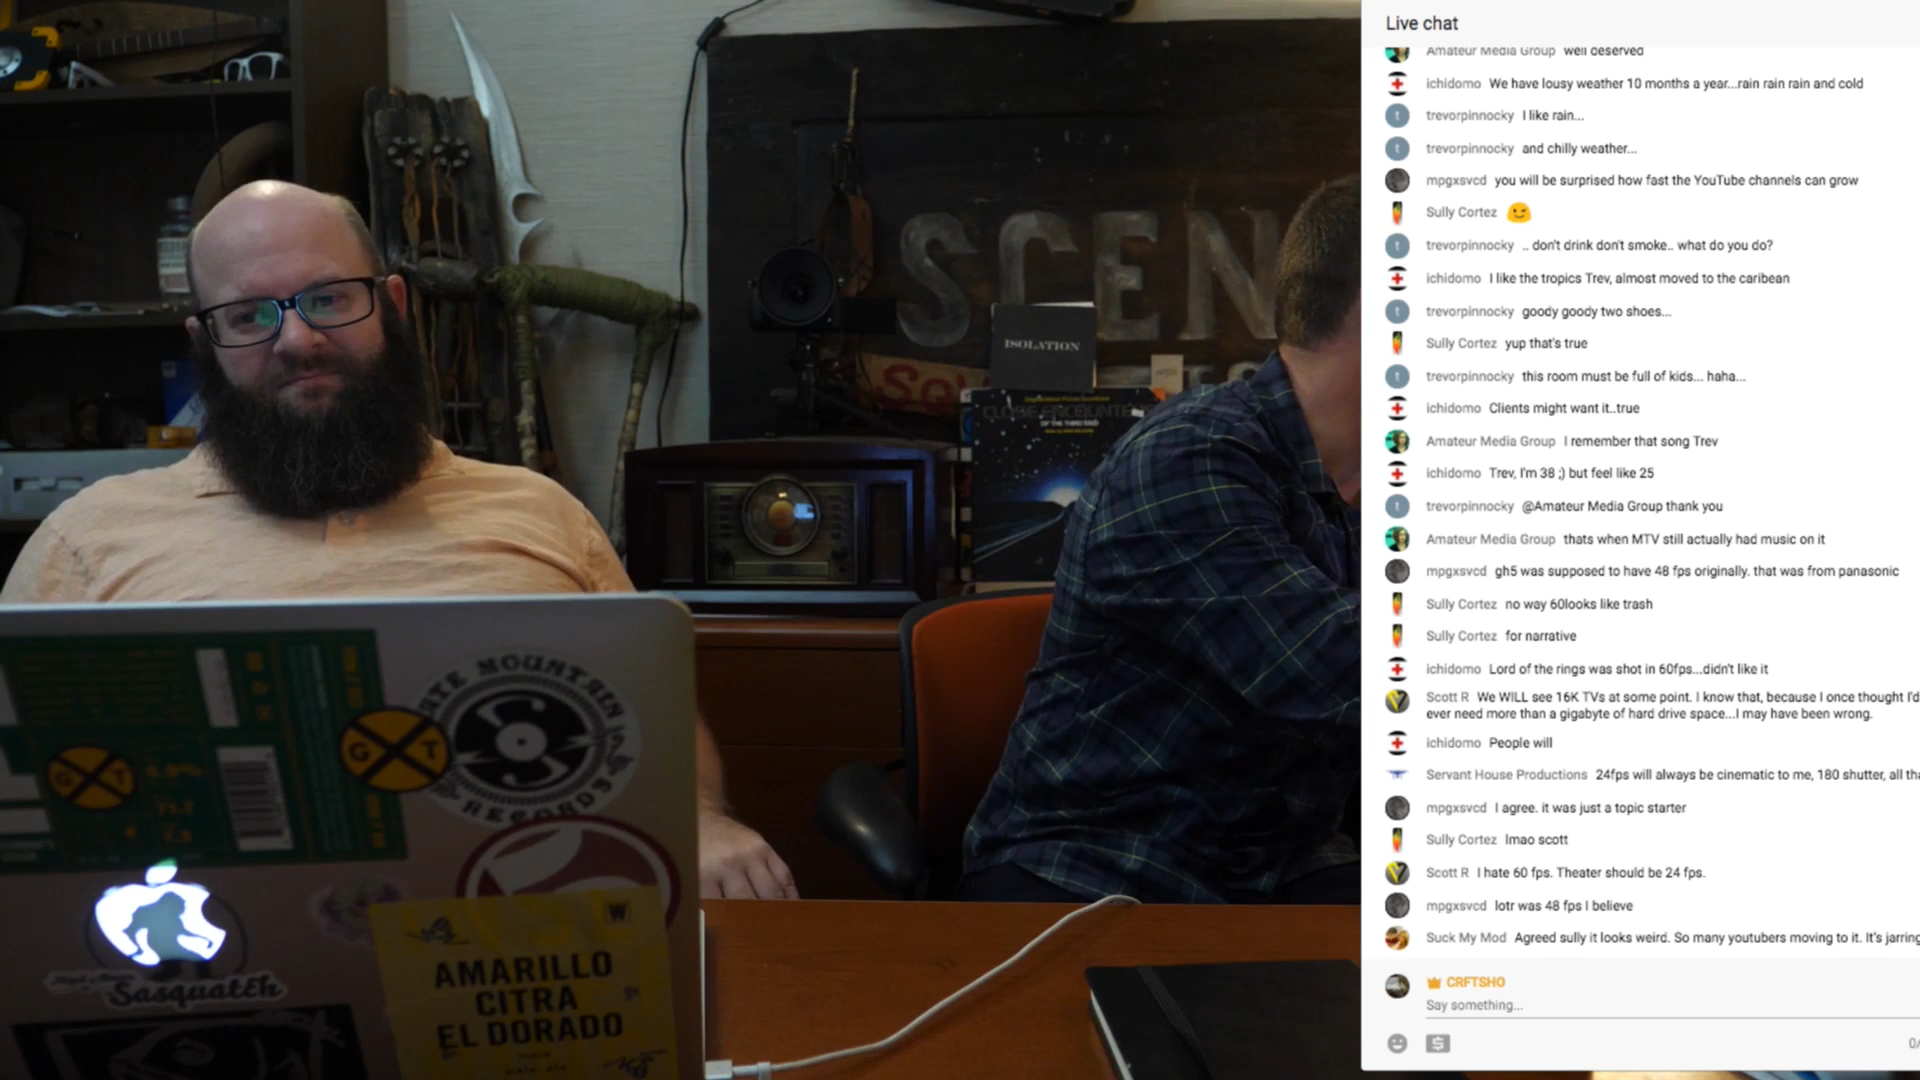 Live chat
Amateur Media Group well deserved
ichidomo We have lousy weather 10 months a year...rain rain rain and cold
trevorpinnocky I like rain...
trevorpinnocky and chilly weather...
mpgxsvcd you will be surprised how fast the YouTube channels can grow
Sully Cortez
trevorpinnocky .. don't drink don't smoke.. what do you do?
ichidomo I like the tropics Trev, almost moved to the caribean
trevorpinnocky goody goody two shoes...
Sully Cortez yup that's true
trevorpinnocky this room must be full of kids... haha...
ichidomo Clients might want it..true
Amateur Media Group I remember that song Trev
ichidomo Trev, I'm 38 ;) but feel like 25
trevorpinnocky @Amateur Media Group thank you
Amateur Media Group thats when MTV still actually had music on it
mpgxsvcd gh5 was supposed to have 48 fps originally. that was from panasonic
Sully Cortez no way 60looks like trash
Sully Cortez for narrative
ichidomo Lord of the rings was shot in 60fps...didn't like it
Scott R We WILL see 16K TVs at some point. I know that, because I once thought I'd
ever need more than a gigabyte of hard drive space...I may have been wrong.
ichidomo People will
Servant House Productions 24fps will always be cinematic to me, 180 shutter, all tha
mpgxsvcd I agree. it was just a topic starter
Sully Cortez lmao scott
Scott R I hate 60 fps. Theater should be 24 fps.
mpgxsvcd lotr was 48 fps I believe
Suck My Mod Agreed sully it looks weird. So many youtubers moving to it. It's jarring
CRFTSHO
Say something...
0/
SCEN
ISOLATION
CLOSE ENCOUNTE
OF THE THIRD KIND
MOUNTAIN
RECORDS
G T
G T
Sasquatch
W
AMARILLO
CITRA
EL DORADO